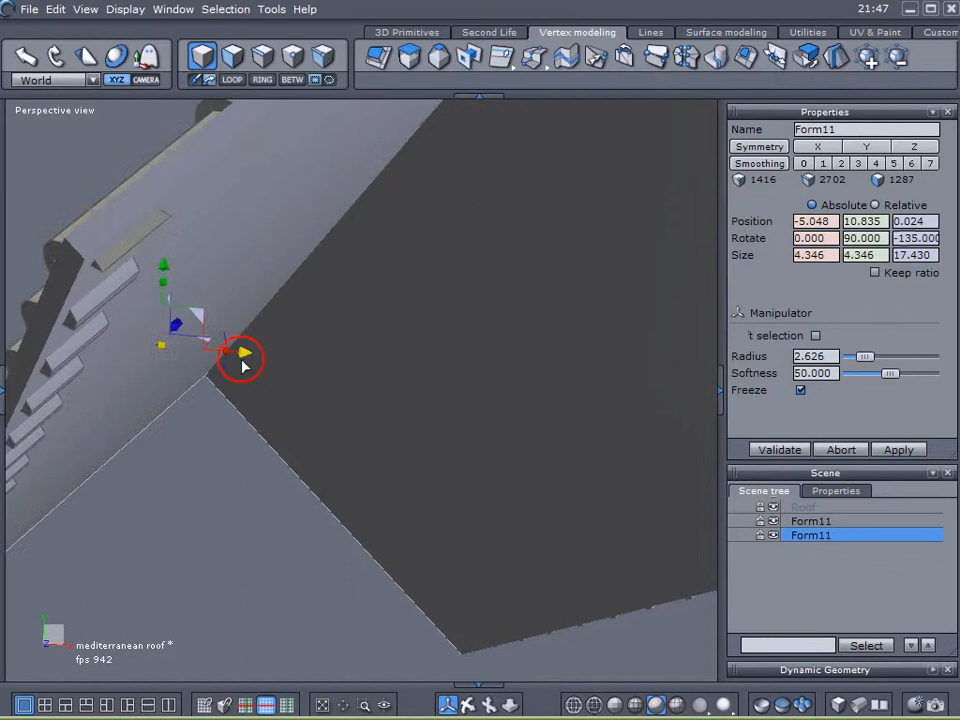 File Edit View Display Window Selection Tools Help 21:47
3D Primitives Second Life Vertex modeling Lines Surface modeling Utilities UV & Paint Custom
World XYZ CAMERA LOOP RING BETW
Perspective view
Properties
Name Form11
Symmetry X Y Z
Smoothing 0 1 2 3 4 5 6 7
1416 2702 1287
Absolute Relative
Position -5.048 10.835 0.024
Rotate 0.000 90.000 -135.000
Size 4.346 4.346 17.430
Keep ratio
Manipulator
't selection
Radius 2.626
Softness 50.000
Freeze
Validate Abort Apply
Scene
Scene tree Properties
Roof
Form11
Form11
Select
Dynamic Geometry
Y
Z
mediterranean roof *
fps 942